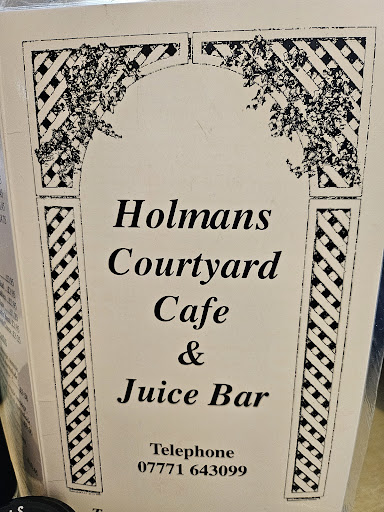 Holmans
Courtyard
Cafe
&
Juice Bar
Telephone
07771 643099